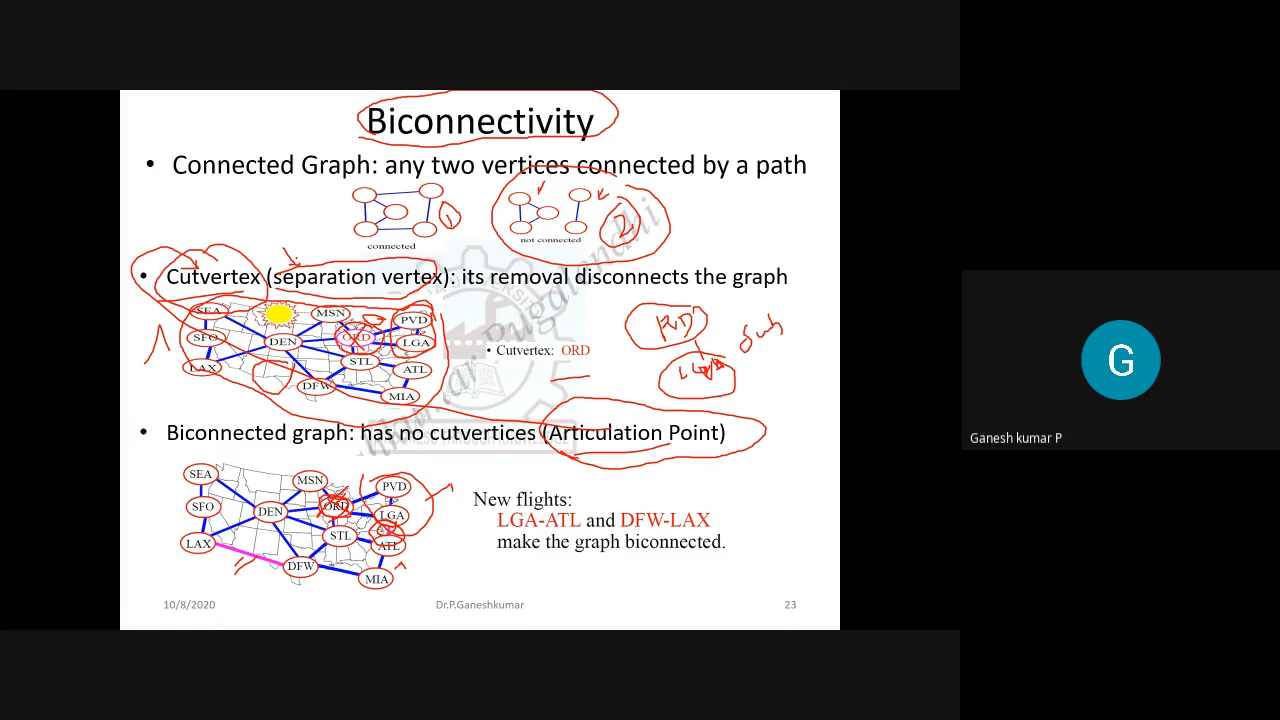 Biconnectivity
• Connected Graph: any two vertices connected by a path
1
2
connected
not connected
• Cutvertex (separation vertex): its removal disconnects the graph
SEA
MSN
PVD
SFO
DEN
ORD
LGA
LAX
STL
ATL
DFW
MIA
• Cutvertex: ORD
PVD
• Biconnected graph: has no cutvertices (Articulation Point)
SEA
MSN
PVD
SFO
DEN
ORD
LGA
LAX
STL
ATL
DFW
MIA
New flights:
LGA-ATL and DFW-LAX
make the graph biconnected.
10/8/2020
Dr.P.Ganeshkumar
23
G
Ganesh kumar P